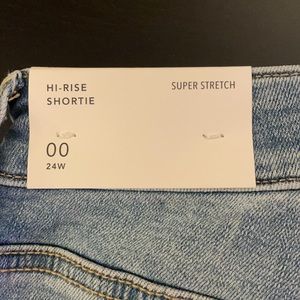 HI-RISE
SHORTIE
SUPER STRETCH
00
24W